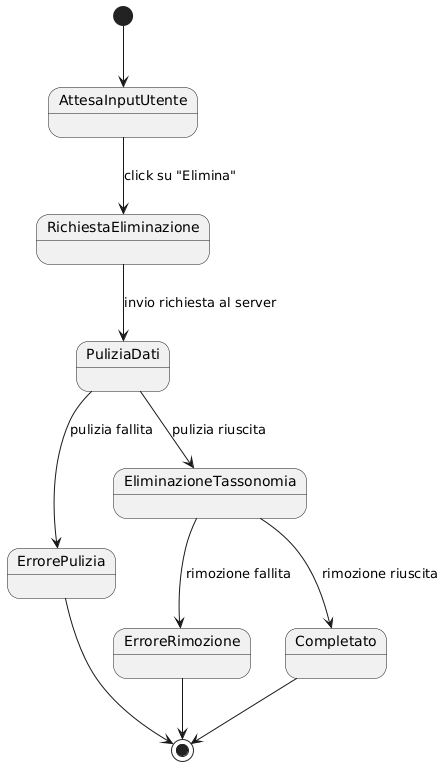 AttesaInputUtente
click su "Elimina"
RichiestaEliminazione
invio richiesta al server
PuliziaDati
pulizia fallita
pulizia riuscita
EliminazioneTassonomia
ErrorePulizia
rimozione fallita
rimozione riuscita
ErroreRimozione
Completato